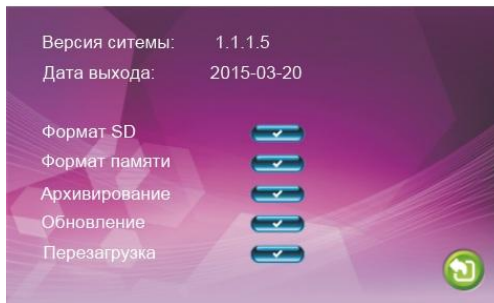 Версия ситемы: 1.1.1.5
Дата выхода: 2015-03-20
Формат SD
Формат памяти
Архивирование
Обновление
Перезагрузка